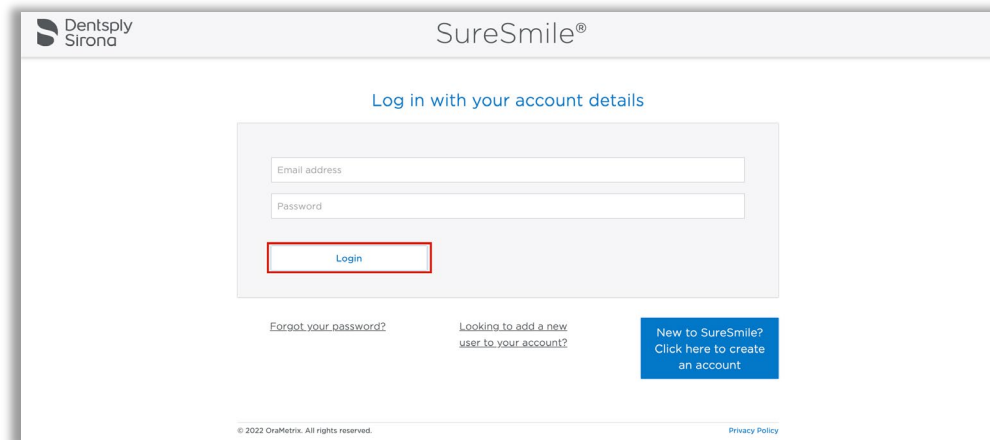 Dentsply
Sirona
SureSmile®
Log in with your account details
Email address
Password
Login
Forgot your password?
Looking to add a new
user to your account?
New to SureSmile?
Click here to create
an account
© 2022 OraMetrix. All rights reserved.
Privacy Policy